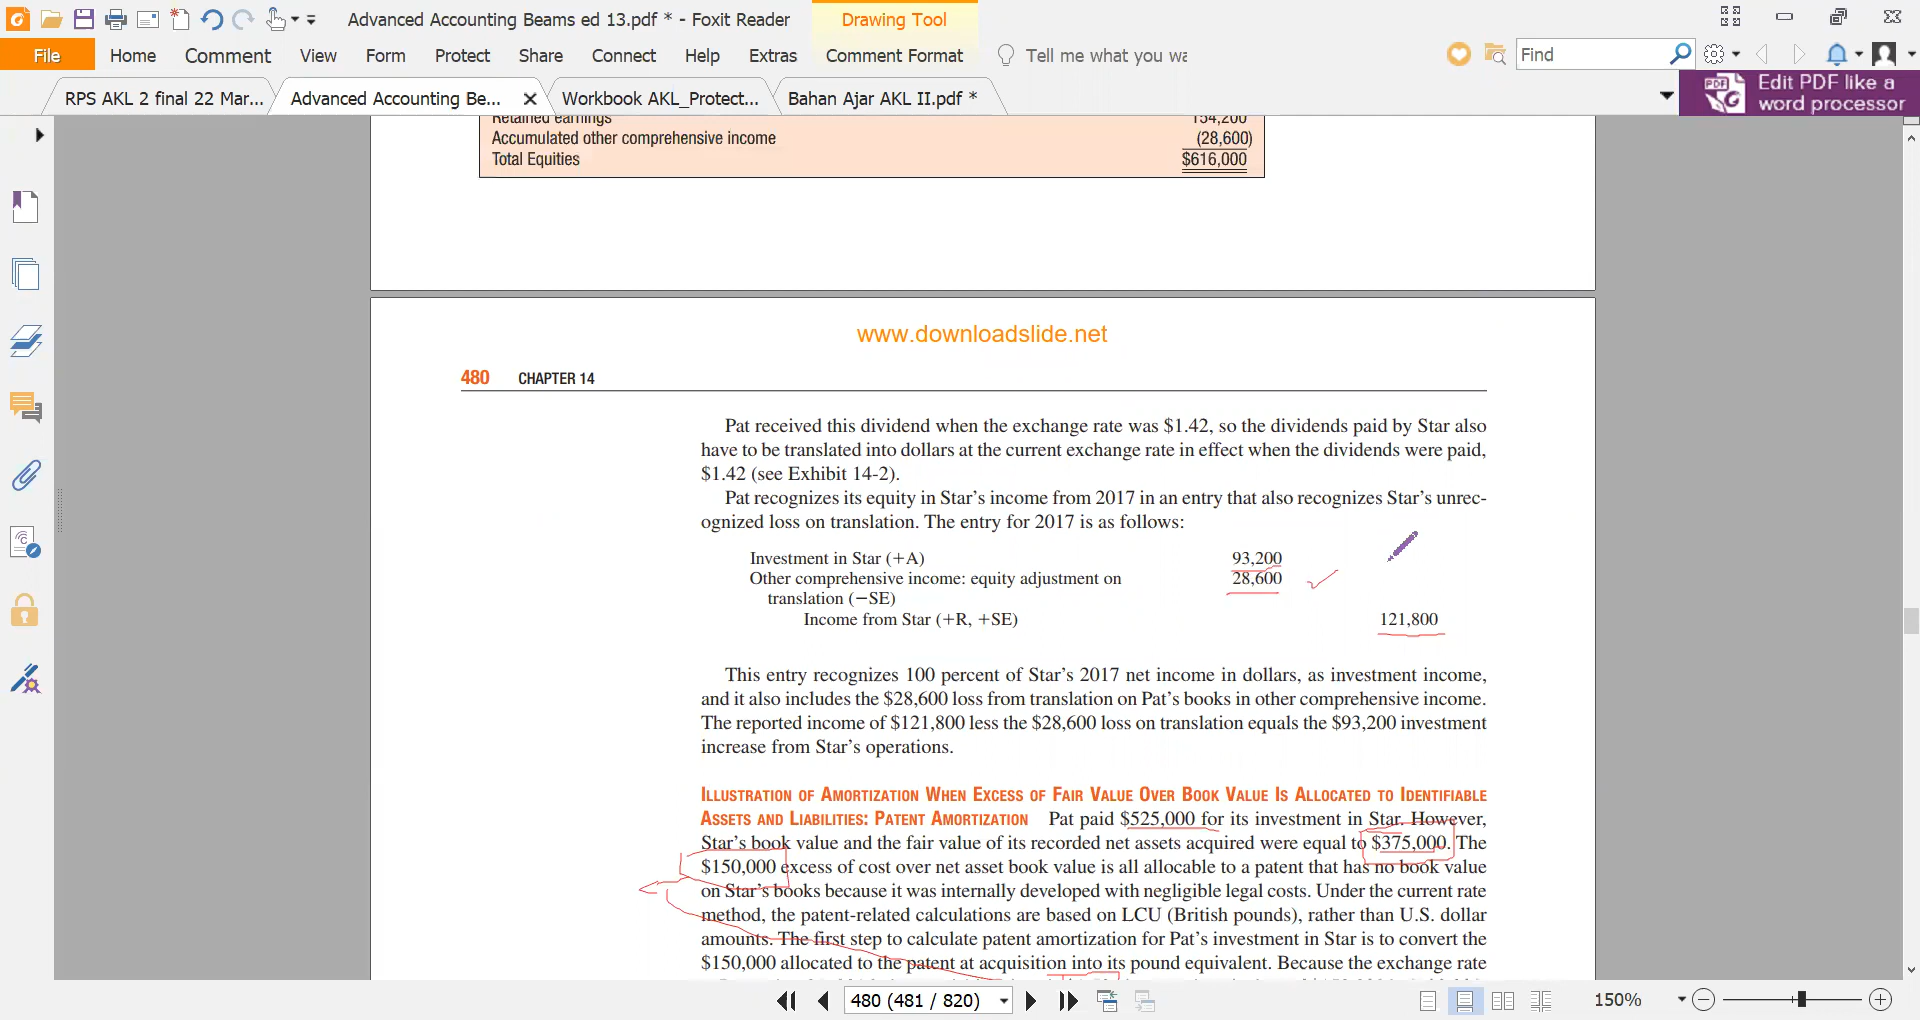 Advanced Accounting Beams ed 13.pdf * - Foxit Reader
Drawing Tool
File
Home
Comment
View
Form
Protect
Share
Connect
Help
Extras
Comment Format
Tell me what you wa
Find
RPS AKL 2 final 22 Mar...
Advanced Accounting Be...
Workbook AKL_Protect...
Bahan Ajar AKL II.pdf *
Edit PDF like a
word processor
Retained earnings 154,200
Accumulated other comprehensive income (28,600)
Total Equities $616,000
www.downloadslide.net
480 CHAPTER 14
Pat received this dividend when the exchange rate was $1.42, so the dividends paid by Star also
have to be translated into dollars at the current exchange rate in effect when the dividends were paid,
$1.42 (see Exhibit 14-2).
Pat recognizes its equity in Star's income from 2017 in an entry that also recognizes Star's unrec-
ognized loss on translation. The entry for 2017 is as follows:
Investment in Star (+A) 93,200
Other comprehensive income: equity adjustment on 28,600
translation (−SE)
Income from Star (+R, +SE) 121,800
This entry recognizes 100 percent of Star's 2017 net income in dollars, as investment income,
and it also includes the $28,600 loss from translation on Pat's books in other comprehensive income.
The reported income of $121,800 less the $28,600 loss on translation equals the $93,200 investment
increase from Star's operations.
ILLUSTRATION OF AMORTIZATION WHEN EXCESS OF FAIR VALUE OVER BOOK VALUE IS ALLOCATED TO IDENTIFIABLE
ASSETS AND LIABILITIES: PATENT AMORTIZATION Pat paid $525,000 for its investment in Star. However,
Star's book value and the fair value of its recorded net assets acquired were equal to $375,000. The
$150,000 excess of cost over net asset book value is all allocable to a patent that has no book value
on Star's books because it was internally developed with negligible legal costs. Under the current rate
method, the patent-related calculations are based on LCU (British pounds), rather than U.S. dollar
amounts. The first step to calculate patent amortization for Pat's investment in Star is to convert the
$150,000 allocated to the patent at acquisition into its pound equivalent. Because the exchange rate
480 (481 / 820)
150%